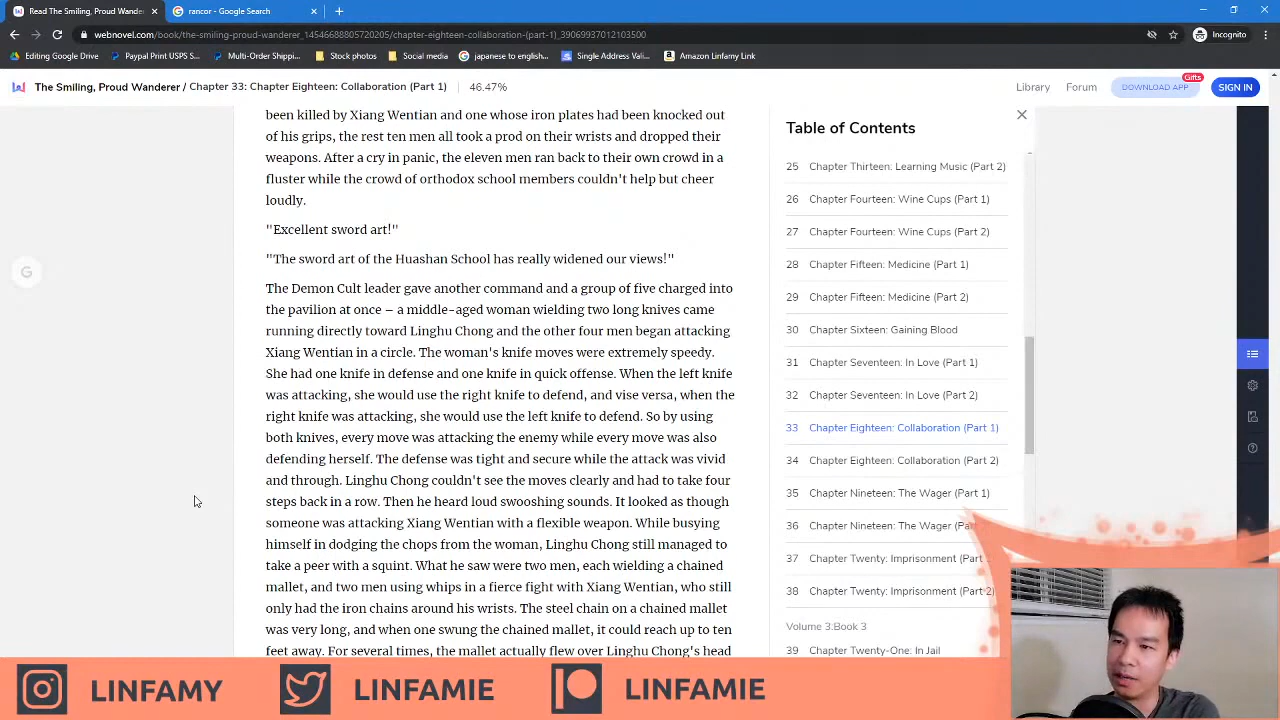 Read The Smiling, Proud Wande
rancor - Google Search
Incognito
webnovel.com/book/the-smiling-proud-wanderer_14546688805720205/chapter-eighteen-collaboration-(part-1)_39069937012103500
Editing Google Drive
Paypal Print USPS S...
Multi-Order Shippi...
Stock photos
Social media
japanese to english...
Single Address Vali...
Amazon Linfamy Link
The Smiling, Proud Wanderer / Chapter 33: Chapter Eighteen: Collaboration (Part 1)
46.47%
Library
Forum
DOWNLOAD APP
Gifts
SIGN IN
been killed by Xiang Wentian and one whose iron plates had been knocked out
of his grips, the rest ten men all took a prod on their wrists and dropped their
weapons. After a cry in panic, the eleven men ran back to their own crowd in a
fluster while the crowd of orthodox school members couldn't help but cheer
loudly.
"Excellent sword art!"
"The sword art of the Huashan School has really widened our views!"
The Demon Cult leader gave another command and a group of five charged into
the pavilion at once – a middle-aged woman wielding two long knives came
running directly toward Linghu Chong and the other four men began attacking
Xiang Wentian in a circle. The woman's knife moves were extremely speedy.
She had one knife in defense and one knife in quick offense. When the left knife
was attacking, she would use the right knife to defend, and vise versa, when the
right knife was attacking, she would use the left knife to defend. So by using
both knives, every move was attacking the enemy while every move was also
defending herself. The defense was tight and secure while the attack was vivid
and through. Linghu Chong couldn't see the moves clearly and had to take four
steps back in a row. Then he heard loud swooshing sounds. It looked as though
someone was attacking Xiang Wentian with a flexible weapon. While busying
himself in dodging the chops from the woman, Linghu Chong still managed to
take a peer with a squint. What he saw were two men, each wielding a chained
mallet, and two men using whips in a fierce fight with Xiang Wentian, who still
only had the iron chains around his wrists. The steel chain on a chained mallet
was very long, and when one swung the chained mallet, it could reach up to ten
feet away. For several times, the mallet actually flew over Linghu Chong's head
Table of Contents
25 Chapter Thirteen: Learning Music (Part 2)
26 Chapter Fourteen: Wine Cups (Part 1)
27 Chapter Fourteen: Wine Cups (Part 2)
28 Chapter Fifteen: Medicine (Part 1)
29 Chapter Fifteen: Medicine (Part 2)
30 Chapter Sixteen: Gaining Blood
31 Chapter Seventeen: In Love (Part 1)
32 Chapter Seventeen: In Love (Part 2)
33 Chapter Eighteen: Collaboration (Part 1)
34 Chapter Eighteen: Collaboration (Part 2)
35 Chapter Nineteen: The Wager (Part 1)
36 Chapter Nineteen: The Wager (Pa
37 Chapter Twenty: Imprisonment (Part
38 Chapter Twenty: Imprisonment (Part 2)
Volume 3:Book 3
39 Chapter Twenty-One: In Jail
LINFAMY
LINFAMIE
LINFAMIE